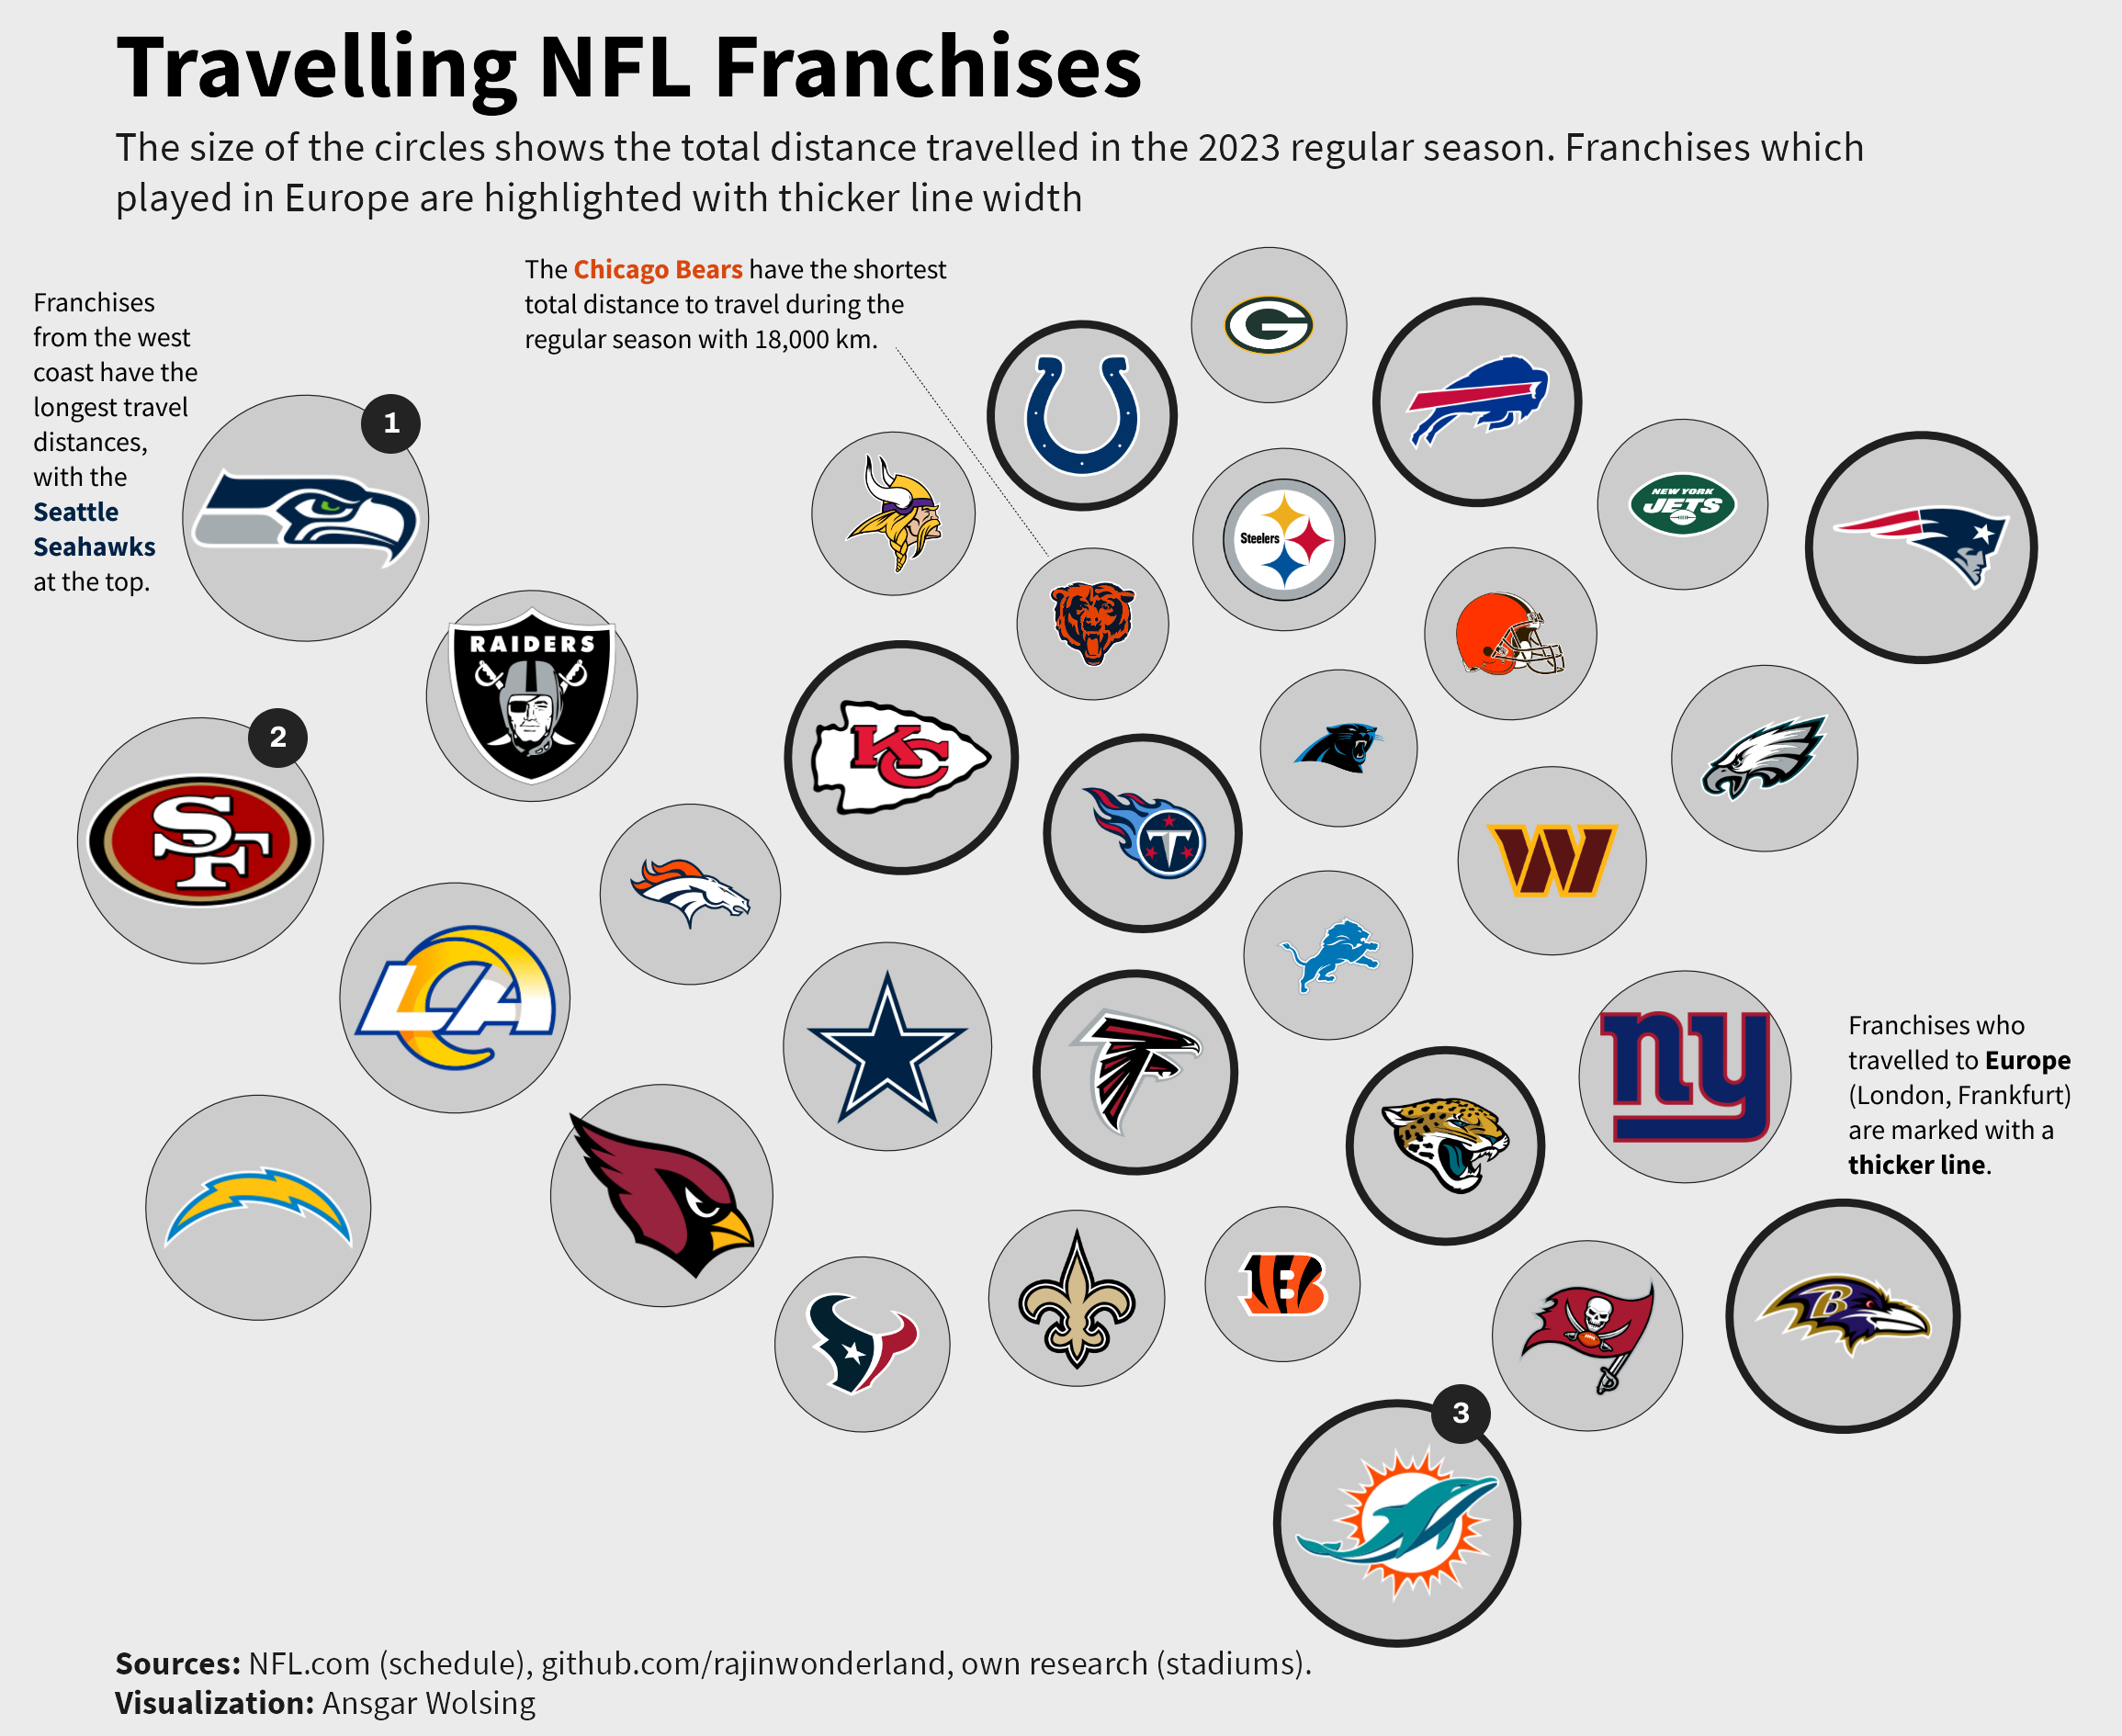 Travelling NFL Franchises
The size of the circles shows the total distance travelled in the 2023 regular season. Franchises which
played in Europe are highlighted with thicker line width
The Chicago Bears have the shortest
total distance to travel during the
regular season with 18,000 km.
Franchises
from the west
coast have the
longest travel
distances,
with the
Seattle
Seahawks
at the top.
1
G
NEW YORK
JETS
Steelers
RAIDERS
2
SF
KC
T
W
LA
ny
Franchises who
travelled to Europe
(London, Frankfurt)
are marked with a
thicker line.
B
B
3
Sources: NFL.com (schedule), github.com/rajinwonderland, own research (stadiums).
Visualization: Ansgar Wolsing